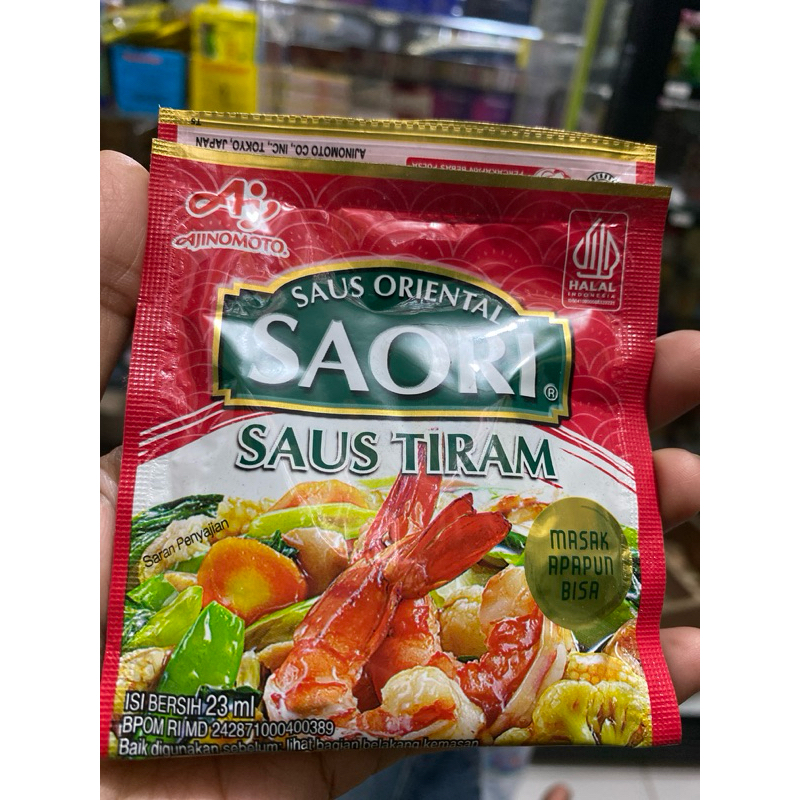 AJINOMOTO CO., INC., TOKYO, JAPAN
Aj
AJINOMOTO®
HALAL
INDONESIA
SAUS ORIENTAL
SAORI®
SAUS TIRAM
Saran Penyajian
MASAK
APAPUN
BISA
ISI BERSIH 23 ml
BPOM RI MD 242871000400389
Baik digunakan sebelum: lihat bagian belakang kemasan